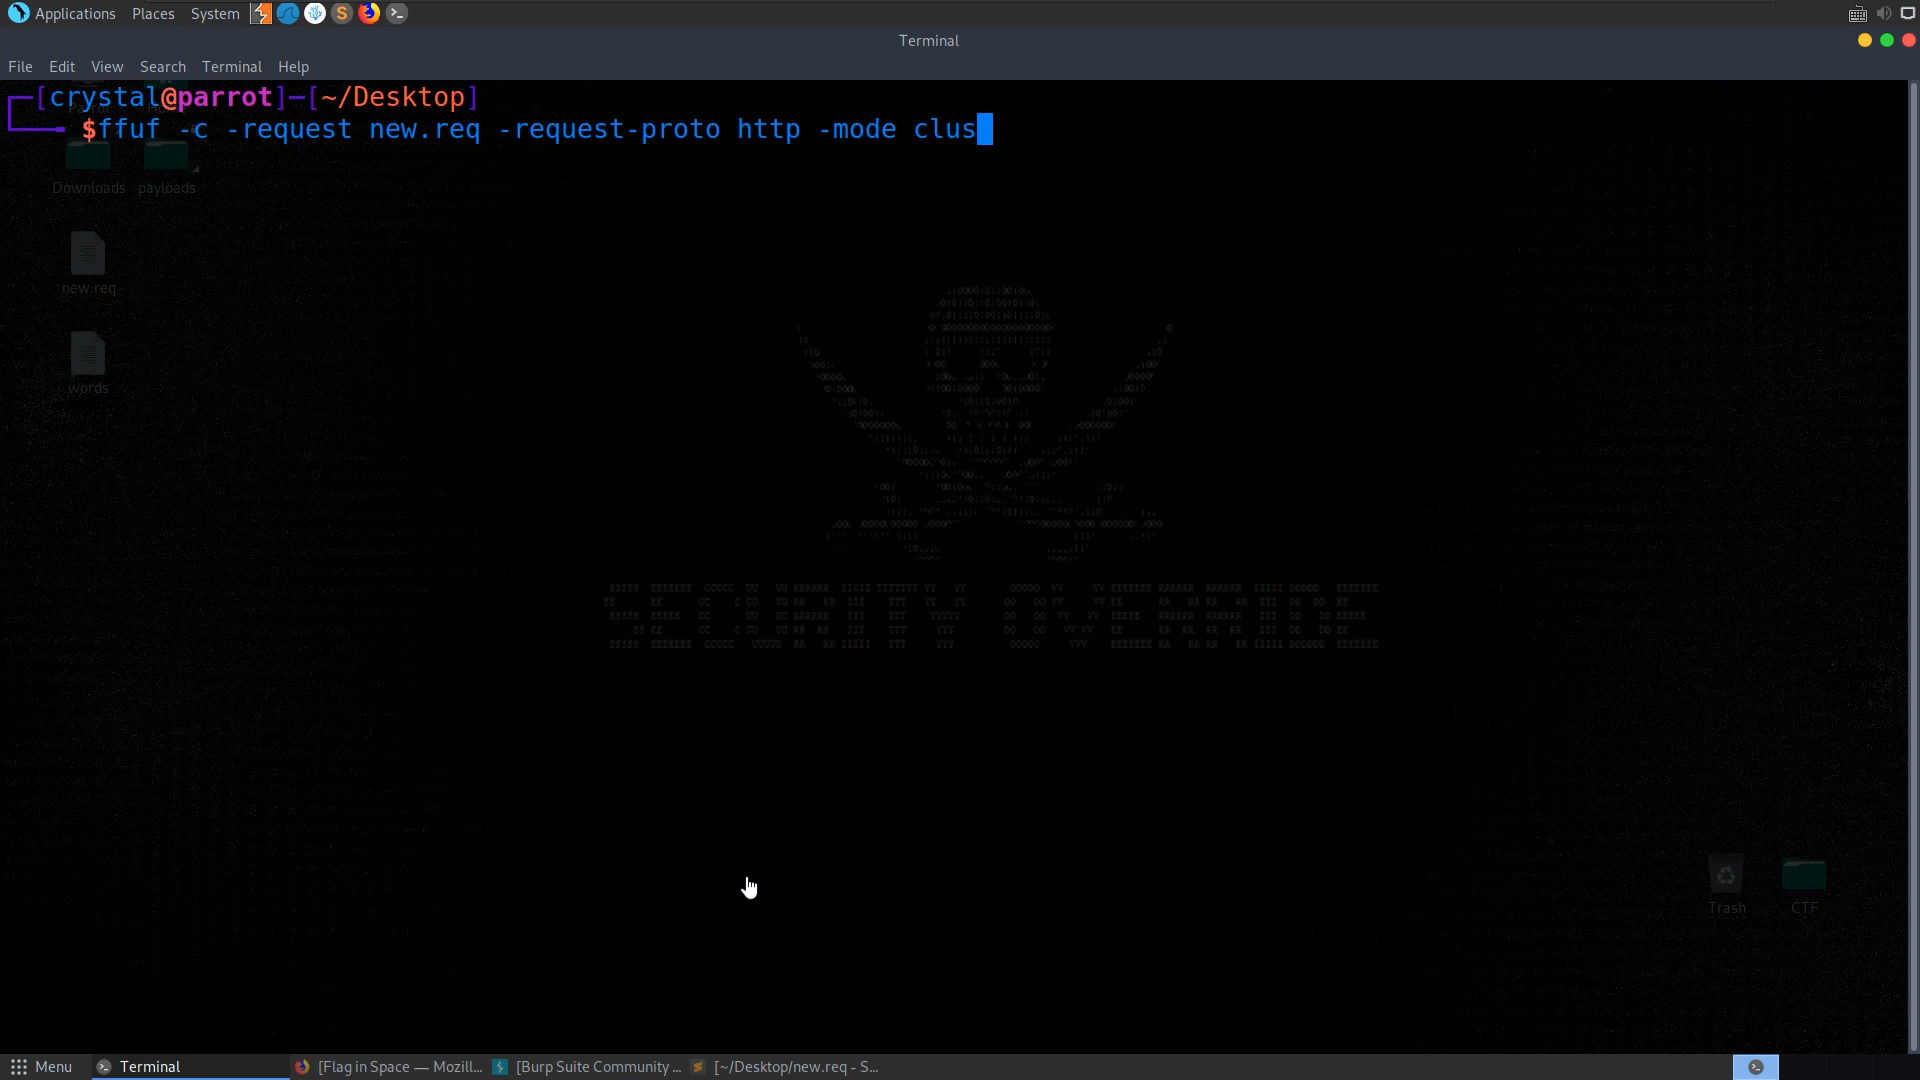 Applications Places System
Terminal
File Edit View Search Terminal Help
[crystal@parrot]─[~/Desktop]
$ffuf -c -request new.req -request-proto http -mode clus
Downloads payloads
new.req
words
SECURITY OVERRIDE
Trash CTF
Menu Terminal [Flag in Space — Mozill... [Burp Suite Community ... [~/Desktop/new.req - S...